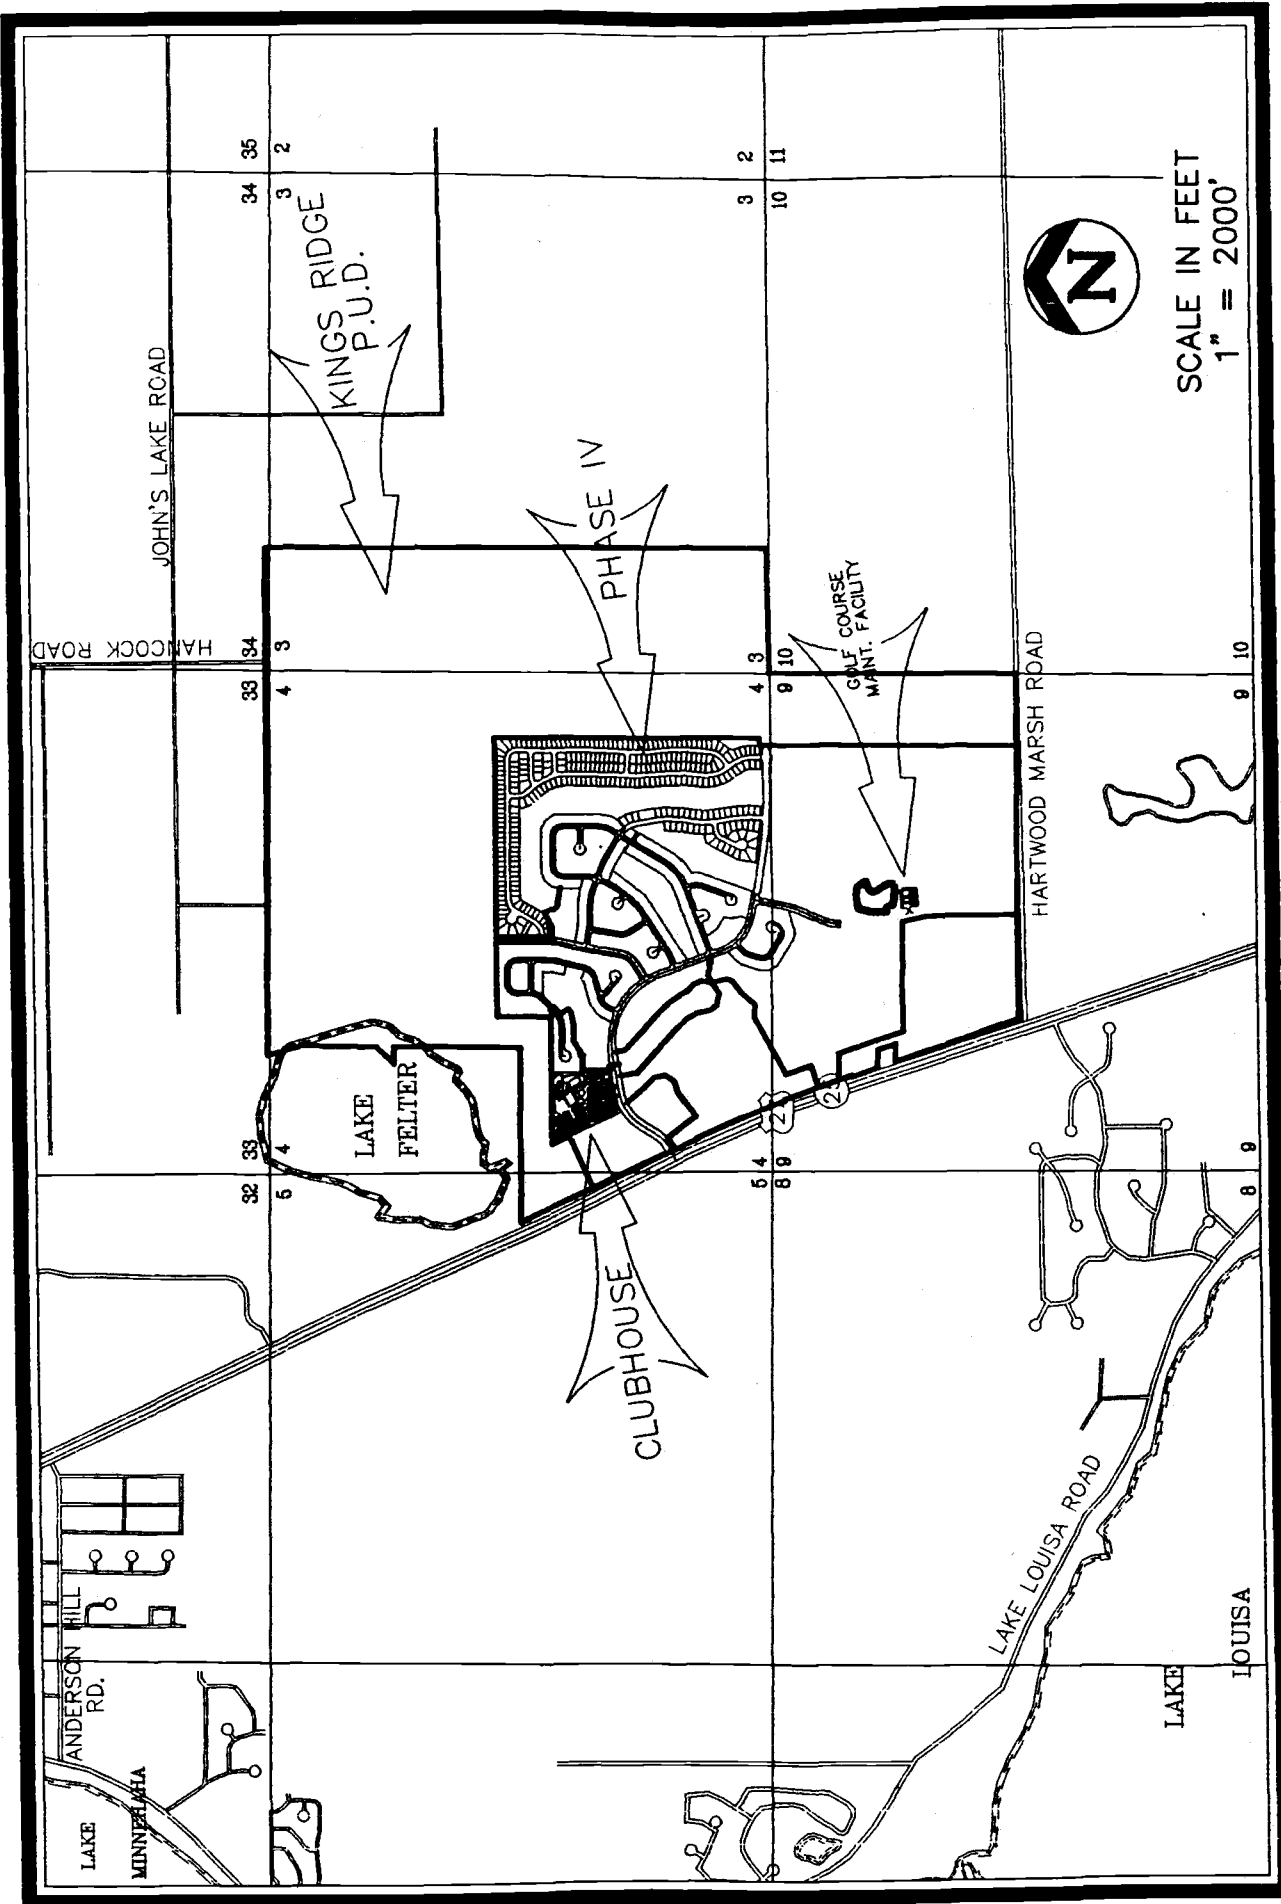 JOHN'S LAKE ROAD
HANCOCK ROAD
35
2
34
3
2
11
3
10
KINGS RIDGE
P.U.D.
N
SCALE IN FEET
1" = 2000'
PHASE IV
GOLF COURSE
MAINT. FACILITY
HARTWOOD MARSH ROAD
34
3
33
4
3
10
4
9
10
9
LAKE
FELTER
33
4
32
5
4
5
9
8
9
8
CLUBHOUSE
LAKE LOUISA ROAD
LAKE
LOUISA
ANDERSON HILL
RD.
LAKE
MINNEHAHA